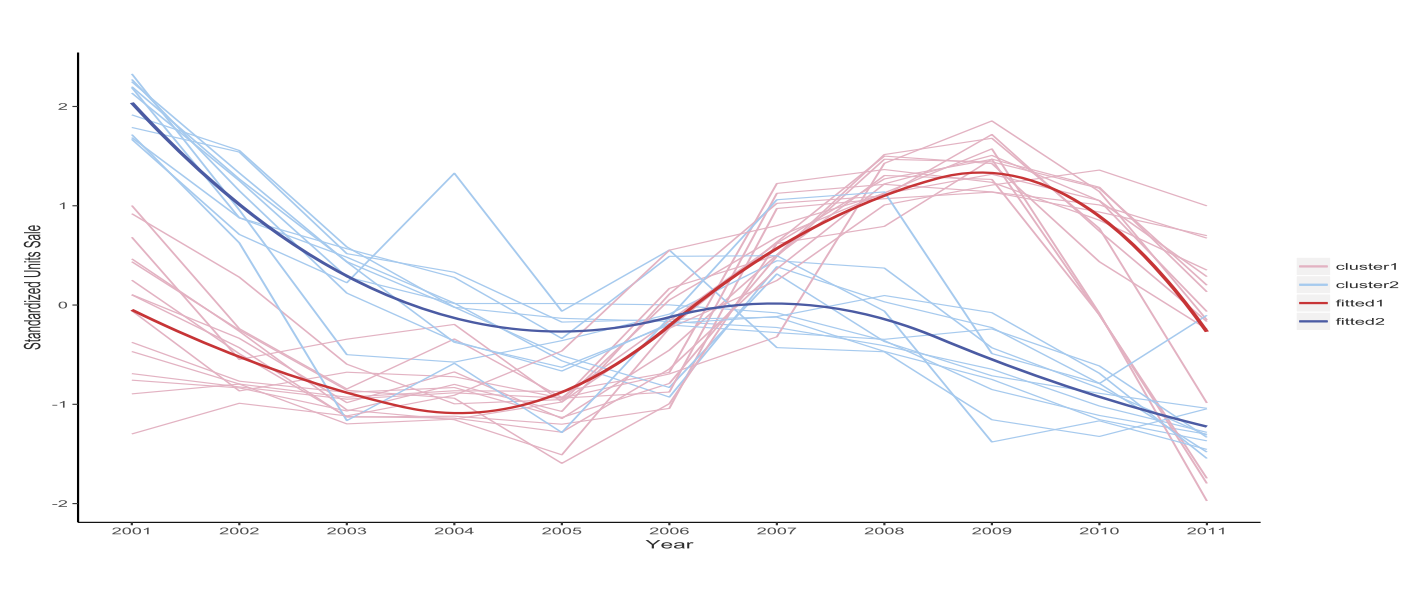 Standardized Units Sale
2
1
0
-1
-2
2001 2002 2003 2004 2005 2006 2007 2008 2009 2010 2011
Year
cluster1
cluster2
fitted1
fitted2